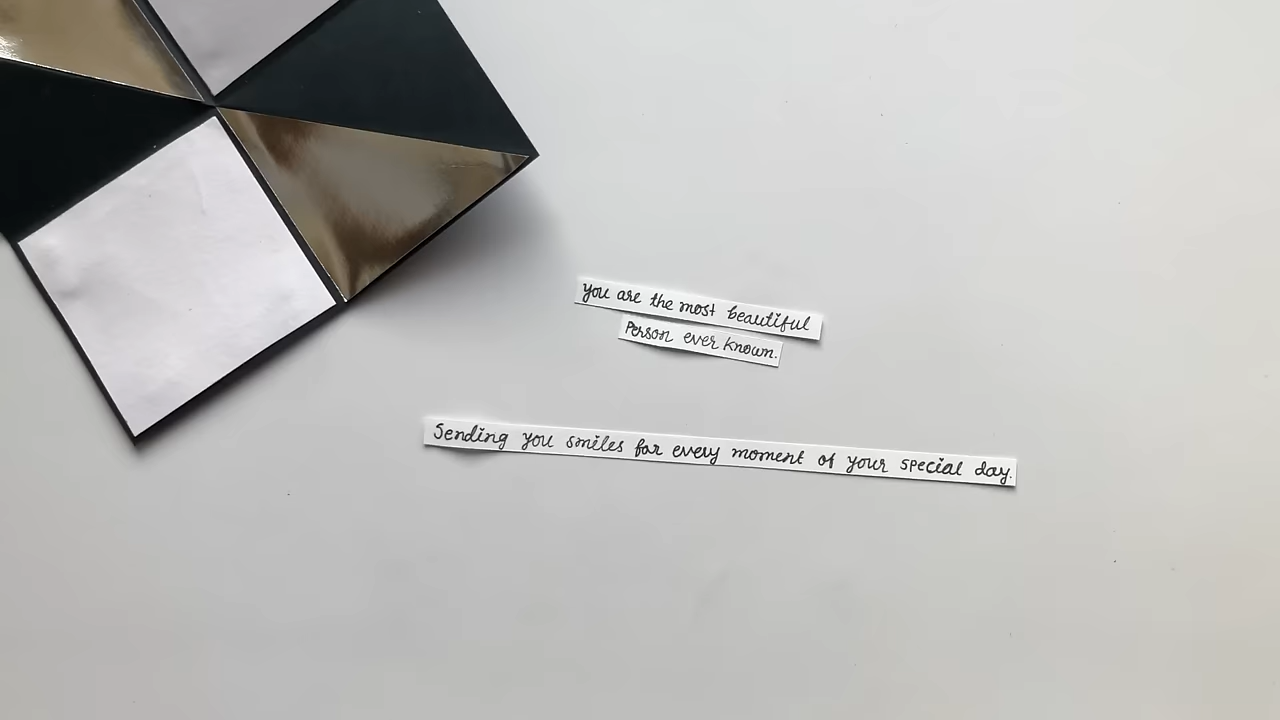 you are the most beautiful
Person ever known.
Sending you smiles for every moment of your special day.